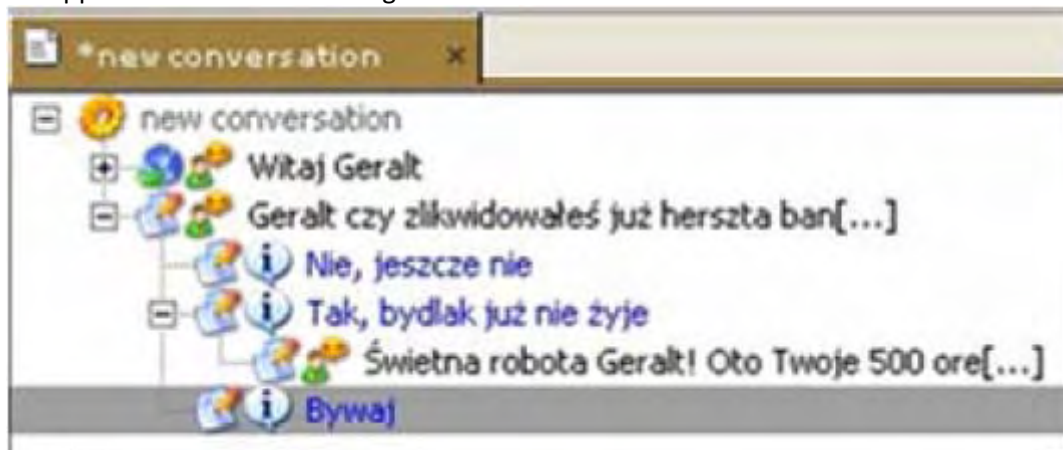 *new conversation
new conversation
Witaj Geralt
Geralt czy zlikwidowałeś już herszta ban[...]
Nie, jeszcze nie
Tak, bydlak już nie żyje
Świetna robota Geralt! Oto Twoje 500 ore[...]
Bywaj